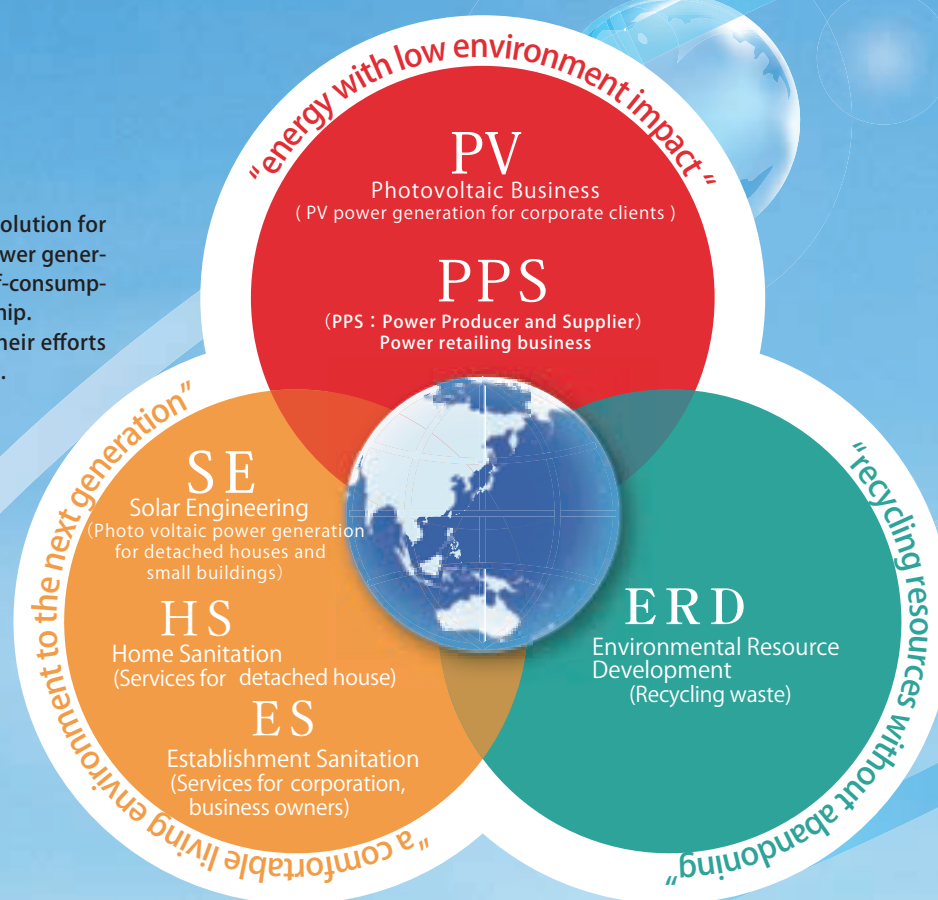 olution for
wer gener-
f-consump-
hip.
heir efforts
.
"energy with low environment impact"
PV
Photovoltaic Business
( PV power generation for corporate clients )
PPS
(PPS：Power Producer and Supplier)
Power retailing business
"a comfortable living environment to the next generation"
SE
Solar Engineering
(Photo voltaic power generation
for detached houses and
small buildings)
HS
Home Sanitation
(Services for detached house)
ES
Establishment Sanitation
(Services for corporation,
business owners)
"recycling resources without abandoning"
ERD
Environmental Resource
Development
(Recycling waste)